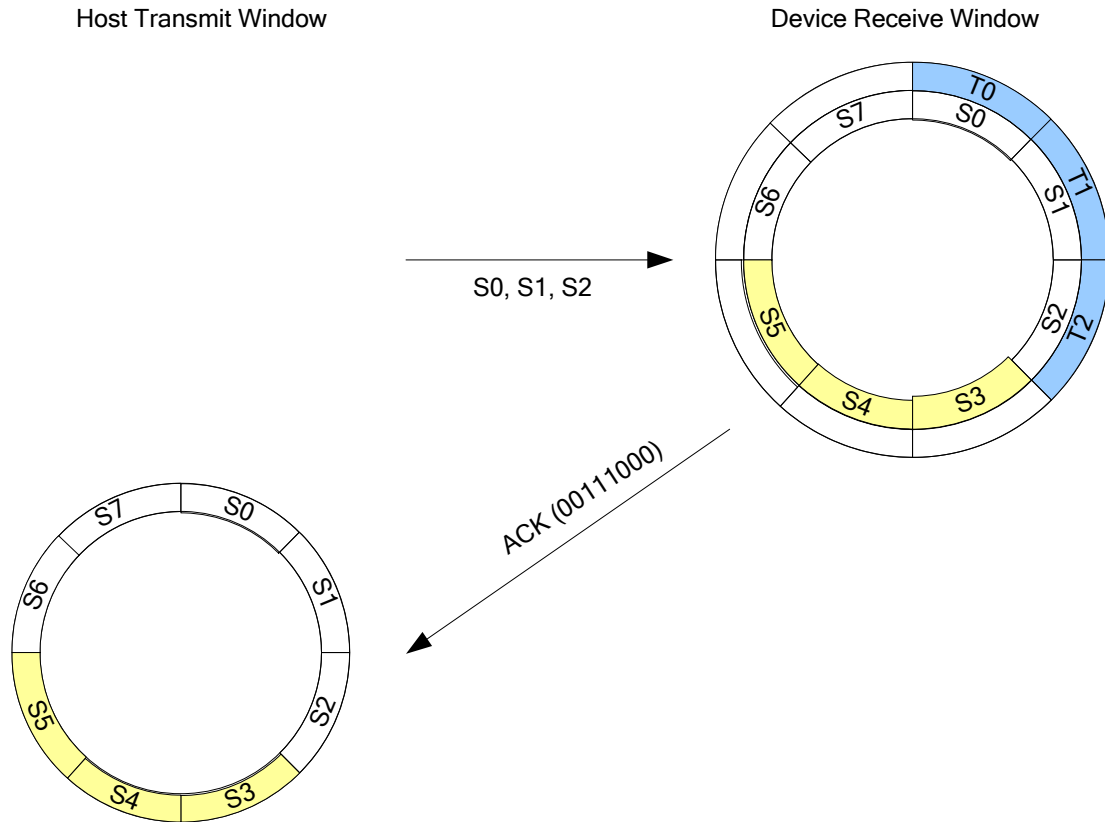 Host Transmit Window
Device Receive Window
T0
S7
S0
T1
S6
S1
S0, S1, S2
S5
S2
T2
S4
S3
ACK (00111000)
S7
S0
S6
S1
S5
S2
S4
S3